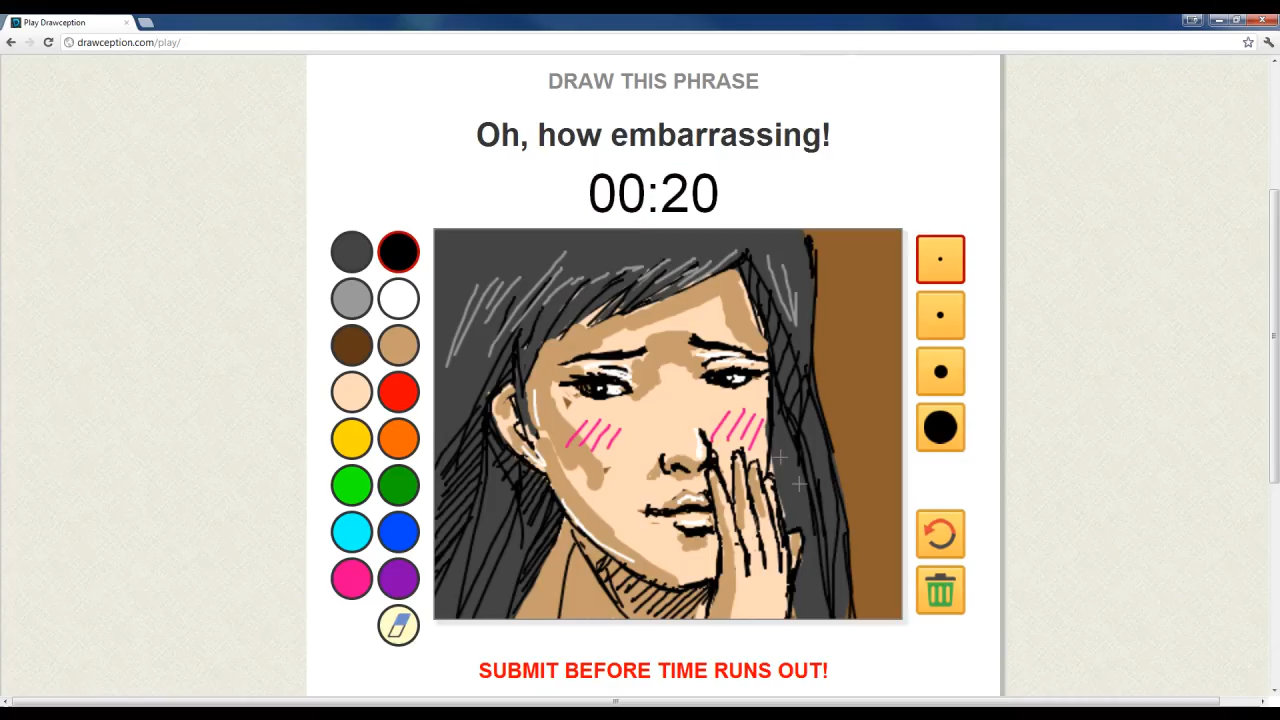 Play Drawception
drawception.com/play/
DRAW THIS PHRASE
Oh, how embarrassing!
00:20
SUBMIT BEFORE TIME RUNS OUT!